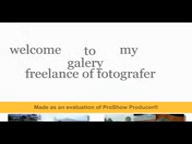 welcome to my
galery
freelance of fotografer
Made as an evaluation of ProShow Producer®